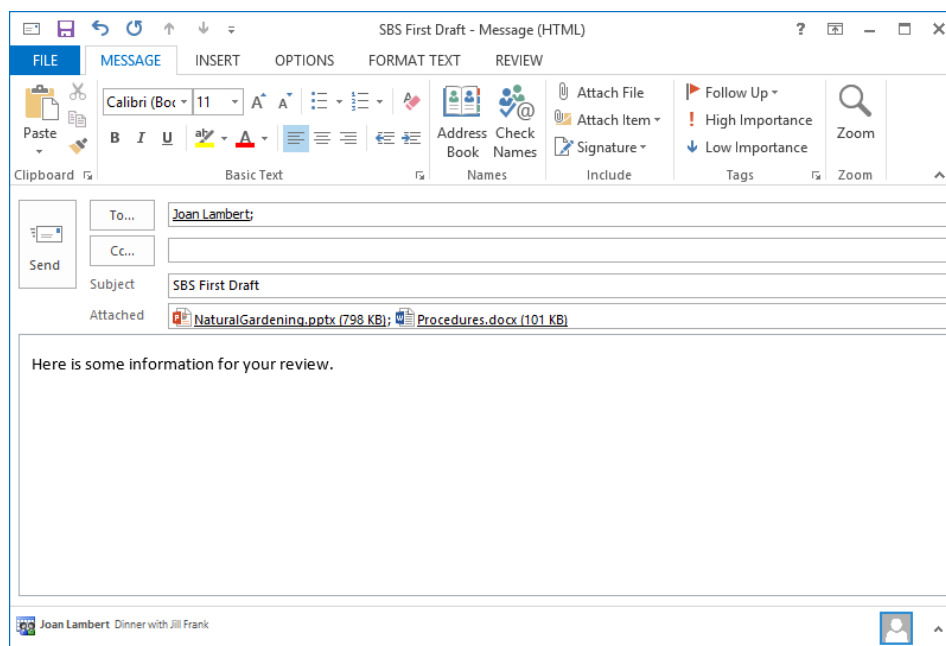 SBS First Draft - Message (HTML) ?
FILE MESSAGE INSERT OPTIONS FORMAT TEXT REVIEW
Calibri (Boc 11 A A Attach File Follow Up
Paste B I U aby A Address Check @ Attach Item ! High Importance Zoom
Book Names Signature Low Importance
Clipboard Basic Text Names Include Tags Zoom
To... Joan Lambert;
Cc...
Send
Subject SBS First Draft
Attached NaturalGardening.pptx (798 KB); Procedures.docx (101 KB)
Here is some information for your review.
Joan Lambert Dinner with Jill Frank